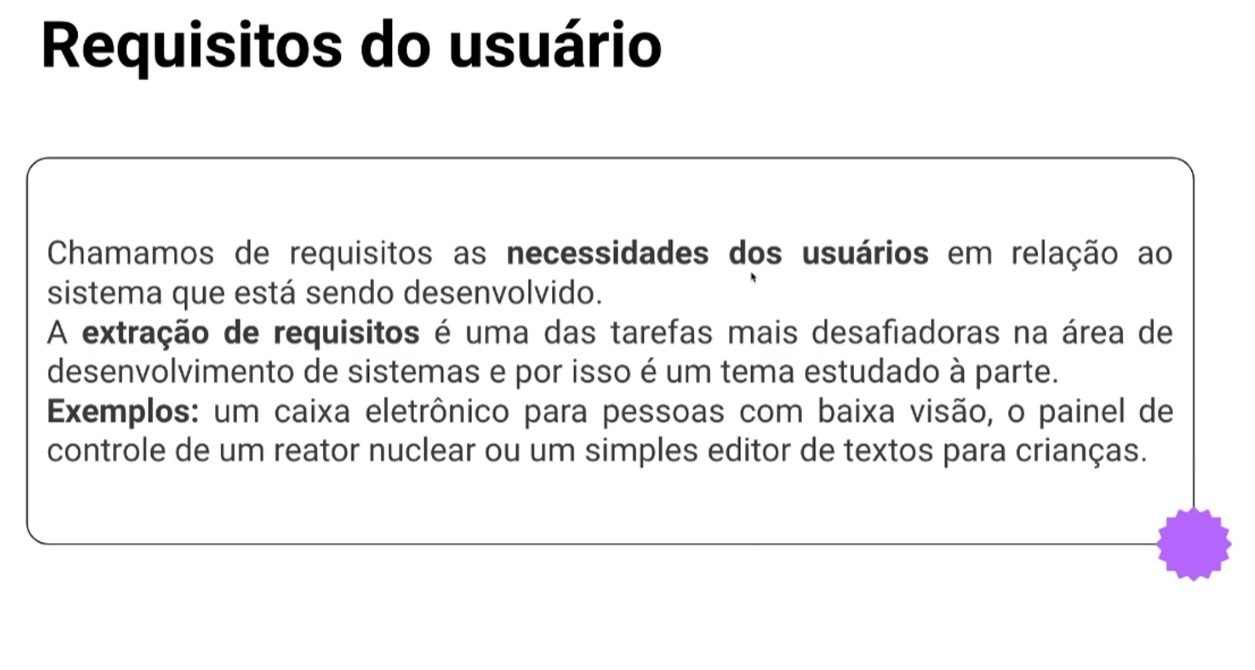 Requisitos do usuário
Chamamos de requisitos as necessidades dos usuários em relação ao
sistema que está sendo desenvolvido.
A extração de requisitos é uma das tarefas mais desafiadoras na área de
desenvolvimento de sistemas e por isso é um tema estudado à parte.
Exemplos: um caixa eletrônico para pessoas com baixa visão, o painel de
controle de um reator nuclear ou um simples editor de textos para crianças.